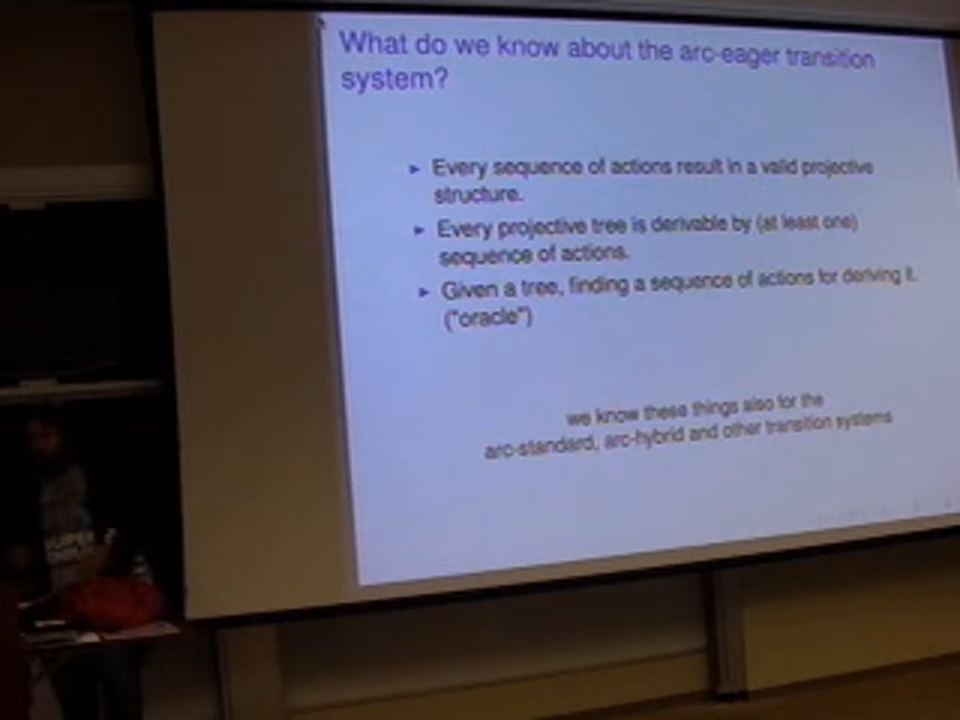 What do we know about the arc-eager transition
system?
Every sequence of actions result in a valid projective
structure.
Every projective tree is derivable by (at least one)
sequence of actions.
Given a tree, finding a sequence of actions for deriving it.
("oracle")
we know these things also for the
arc-standard, arc-hybrid and other transition systems
SUPER